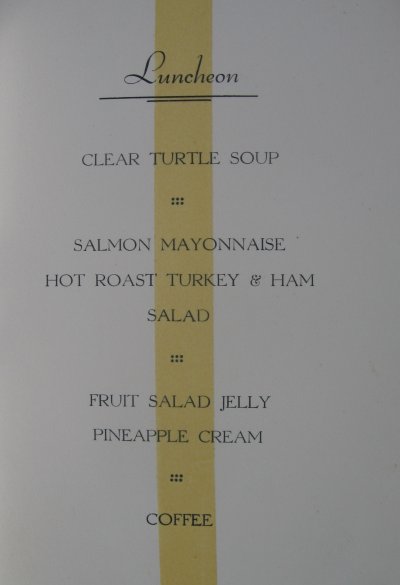 Luncheon
CLEAR TURTLE SOUP
SALMON MAYONNAISE
HOT ROAST TURKEY & HAM
SALAD
FRUIT SALAD JELLY
PINEAPPLE CREAM
COFFEE